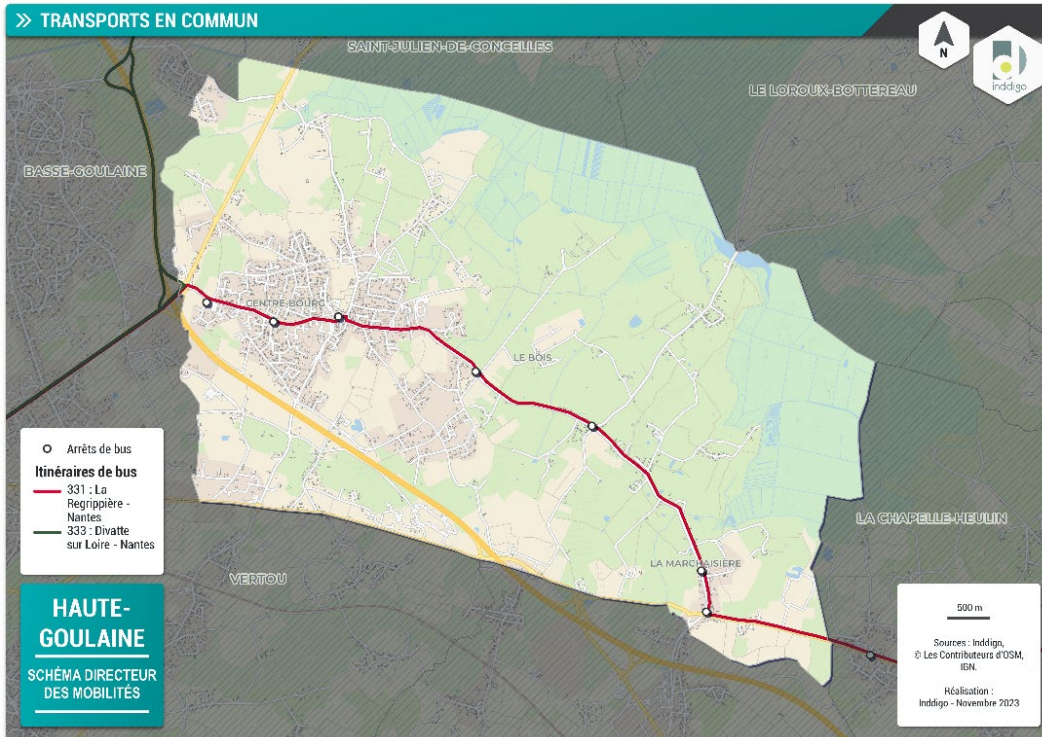 >> TRANSPORTS EN COMMUN
N
inddigo
SAINT-JULIEN-DE-CONCELLES
LE LOROUX-BOTTEREAU
BASSE-GOULAINE
CENTRE-BOURG
LE BOIS
LA CHAPELLE-HEULIN
LA MARCHAISIÈRE
VERTOU
Arrêts de bus
Itinéraires de bus
331 : La
Regrippière -
Nantes
333 : Divatte
sur Loire - Nantes
HAUTE-
GOULAINE
SCHÉMA DIRECTEUR
DES MOBILITÉS
500 m
Sources : Inddigo,
© Les Contributeurs d'OSM,
IGN.
Réalisation :
Inddigo - Novembre 2023